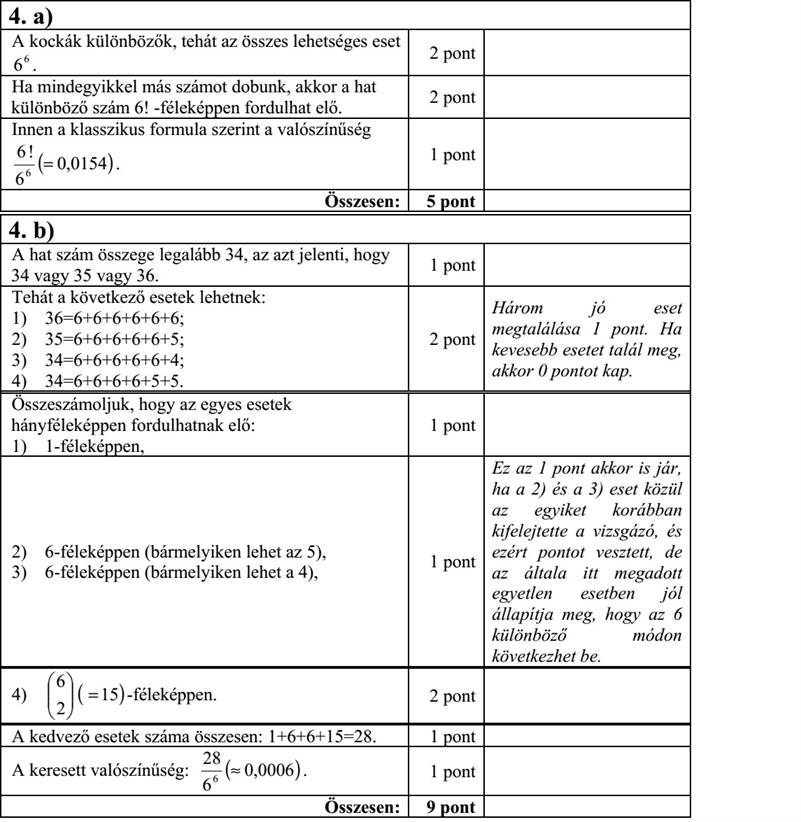 4. a)
A kockák különbözők, tehát az összes lehetséges eset
6⁶.
2 pont
Ha mindegyikkel más számot dobunk, akkor a hat
különböző szám 6! -féleképpen fordulhat elő.
2 pont
Innen a klasszikus formula szerint a valószínűség
6!/6⁶ (= 0,0154).
1 pont
Összesen: 5 pont
4. b)
A hat szám összege legalább 34, az azt jelenti, hogy
34 vagy 35 vagy 36.
1 pont
Tehát a következő esetek lehetnek:
1) 36=6+6+6+6+6+6;
2) 35=6+6+6+6+6+5;
3) 34=6+6+6+6+6+4;
4) 34=6+6+6+6+5+5.
2 pont
Három jó eset
megtalálása 1 pont. Ha
kevesebb esetet talál meg,
akkor 0 pontot kap.
Összeszámoljuk, hogy az egyes esetek
hányféleképpen fordulhatnak elő:
1) 1-féleképpen,
1 pont
2) 6-féleképpen (bármelyiken lehet az 5),
3) 6-féleképpen (bármelyiken lehet a 4),
1 pont
Ez az 1 pont akkor is jár,
ha a 2) és a 3) eset közül
az egyiket korábban
kifelejtette a vizsgázó, és
ezért pontot vesztett, de
az általa itt megadott
egyetlen esetben jól
állapítja meg, hogy az 6
különböző módon
következhet be.
4) (6 2) (= 15)-féleképpen.
2 pont
A kedvező esetek száma összesen: 1+6+6+15=28.
1 pont
A keresett valószínűség: 28/6⁶ (≈ 0,0006).
1 pont
Összesen: 9 pont